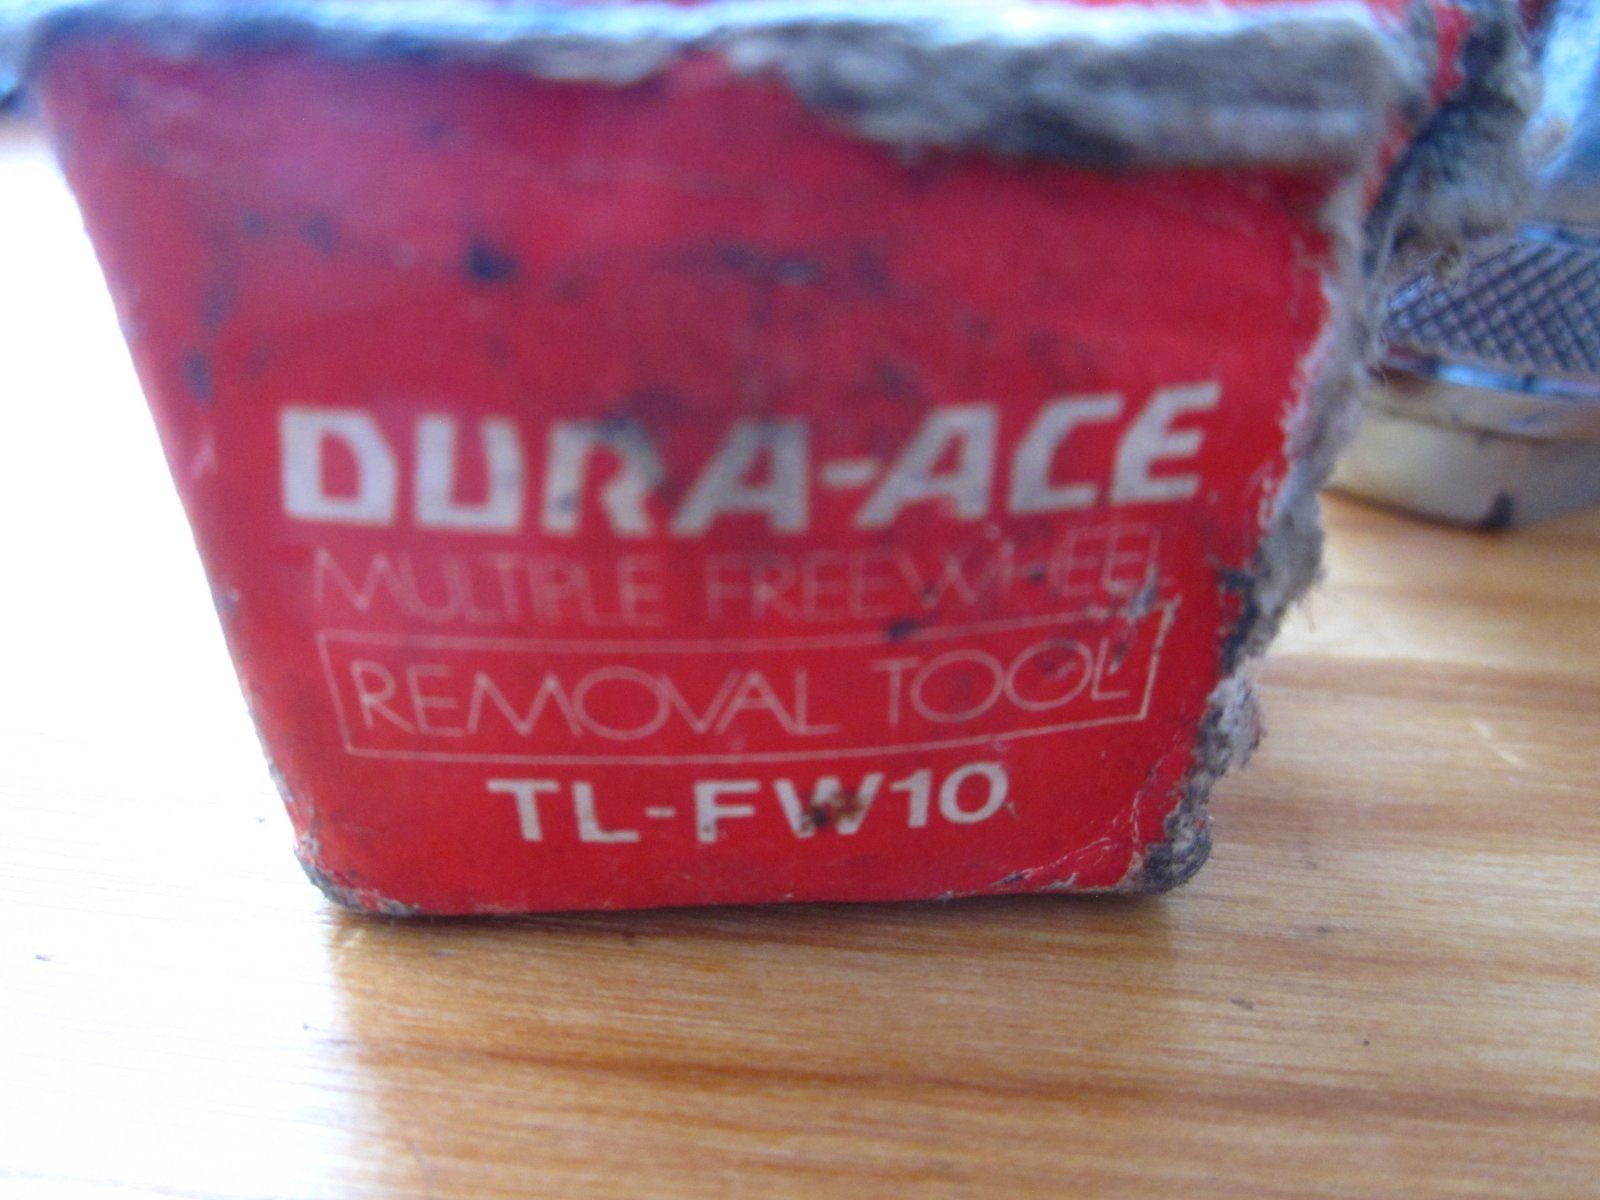 DURA-ACE
MULTIPLE FREEWHEEL
REMOVAL TOOL
TL-FW10